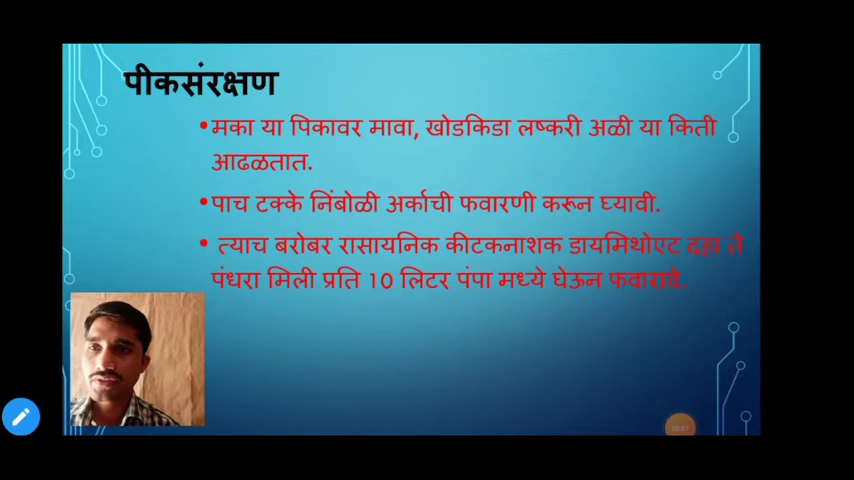 पीकसंरक्षण
•मका या पिकावर मावा, खोडकिडा लष्करी अळी या किती
आढळतात.
•पाच टक्के निंबोळी अर्काची फवारणी करून घ्यावी.
• त्याच बरोबर रासायनिक कीटकनाशक डायमिथोएट दहा ते
पंधरा मिली प्रति 10 लिटर पंपा मध्ये घेऊन फवारावे.